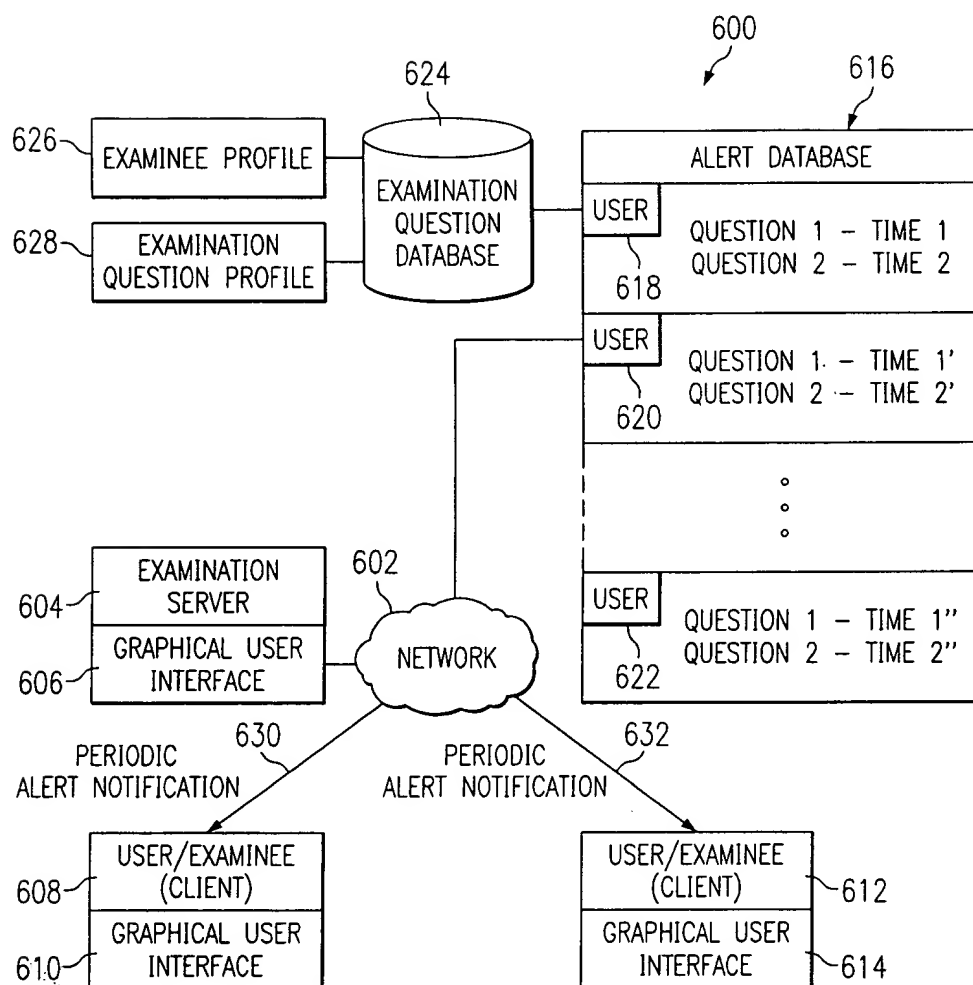 600
624
616
626
EXAMINEE PROFILE
628
EXAMINATION
QUESTION PROFILE
EXAMINATION
QUESTION
DATABASE
ALERT DATABASE
USER
618
QUESTION 1 – TIME 1
QUESTION 2 – TIME 2
USER
620
QUESTION 1 – TIME 1'
QUESTION 2 – TIME 2'
USER
622
QUESTION 1 – TIME 1''
QUESTION 2 – TIME 2''
604
EXAMINATION
SERVER
606
GRAPHICAL USER
INTERFACE
602
NETWORK
630
PERIODIC
ALERT NOTIFICATION
632
PERIODIC
ALERT NOTIFICATION
608
USER/EXAMINEE
(CLIENT)
610
GRAPHICAL USER
INTERFACE
USER/EXAMINEE
(CLIENT)
612
GRAPHICAL USER
INTERFACE
614